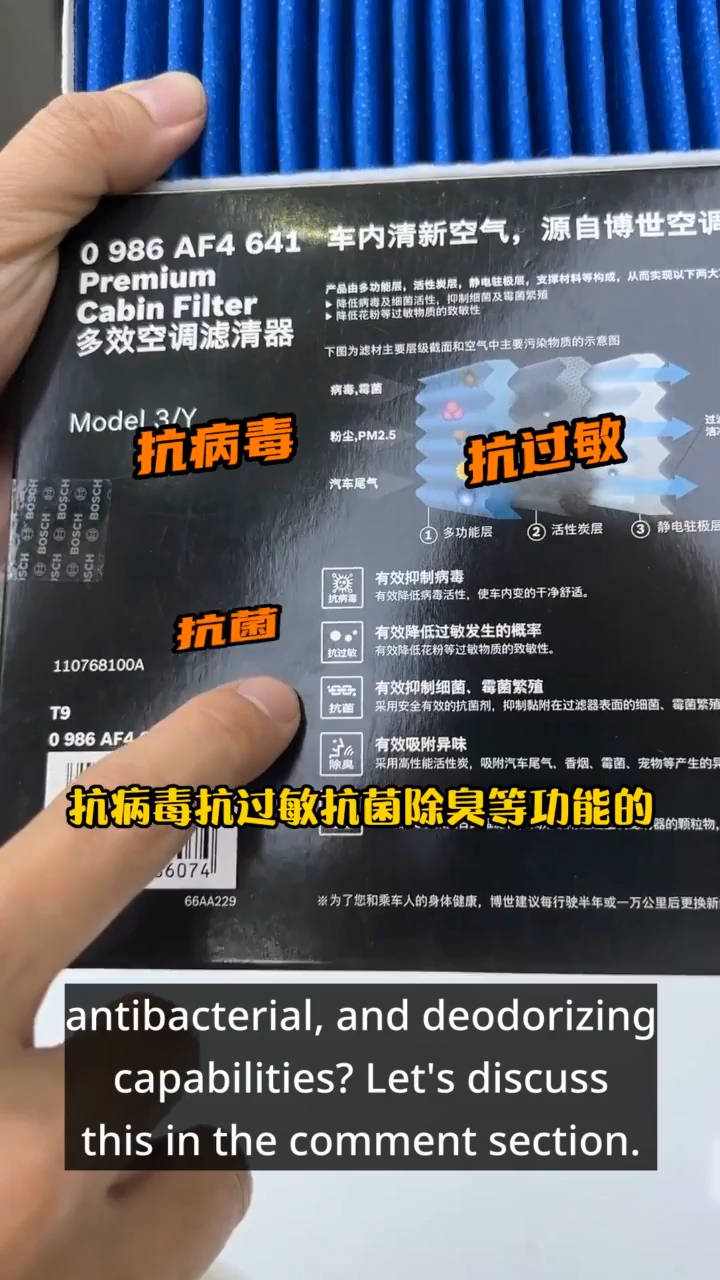 0 986 AF4 641
Premium
Cabin Filter
多效空调滤清器
车内清新空气，源自博世空调
产品由多功能层，活性炭层，静电驻极层，支撑材料等构成，从而实现以下两大
降低病毒及细菌活性，抑制细菌及霉菌繁殖
降低花粉等过敏物质的致敏性
下图为滤材主要层级截面和空气中主要污染物质的示意图
Model 3/Y
病毒,霉菌
粉尘,PM2.5
汽车尾气
① 多功能层
② 活性炭层
③ 静电驻极层
抗病毒
抗过敏
抗菌
BOSCH
BOSCH
BOSCH
抗病毒
有效抑制病毒
有效降低病毒活性，使车内变的干净舒适。
抗过敏
有效降低过敏发生的概率
有效降低花粉等过敏物质的致敏性。
抗菌
有效抑制细菌、霉菌繁殖
采用安全有效的抗菌剂，抑制黏附在过滤器表面的细菌、霉菌繁殖
除臭
有效吸附异味
采用高性能活性炭，吸附汽车尾气、香烟、霉菌、宠物等产生的异
110768100A
T9
0 986 AF4
抗病毒抗过敏抗菌除臭等功能的
的颗粒物，
6074
66AA229
※为了您和乘车人的身体健康，博世建议每行驶半年或一万公里后更换新
antibacterial, and deodorizing
capabilities? Let's discuss
this in the comment section.